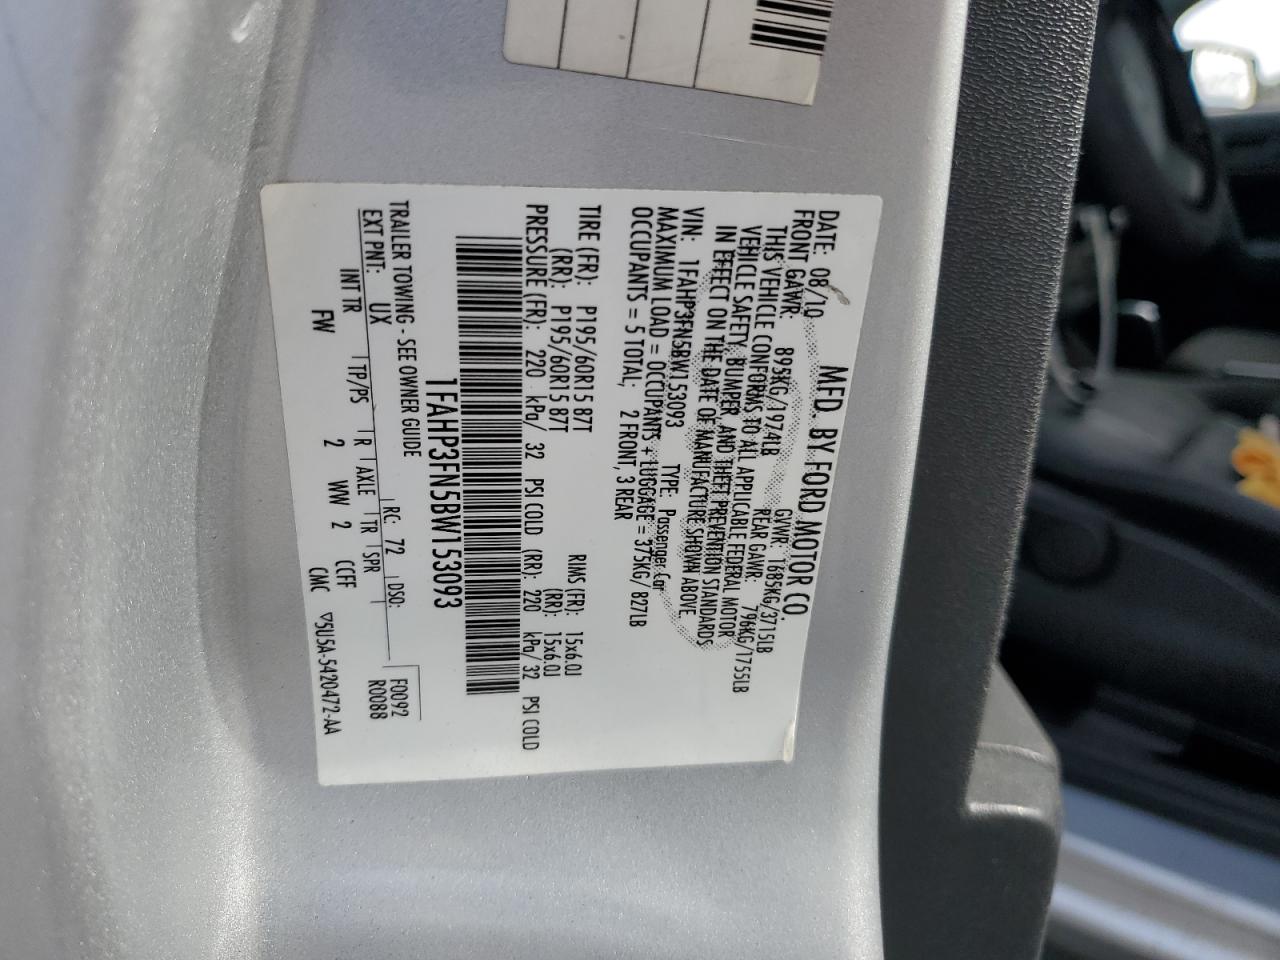 MFD. BY FORD MOTOR CO.
DATE: 08/10 GVWR: 1685KG/3715LB
FRONT GAWR: 895KG/1974LB REAR GAWR: 796KG/1755LB
THIS VEHICLE CONFORMS TO ALL APPLICABLE FEDERAL MOTOR
VEHICLE SAFETY, BUMPER, AND THEFT PREVENTION STANDARDS
IN EFFECT ON THE DATE OF MANUFACTURE SHOWN ABOVE.
VIN: 1FAHP3FN5BW153093 TYPE: Passenger Car
MAXIMUM LOAD = OCCUPANTS + LUGGAGE = 375KG/ 827LB
OCCUPANTS = 5 TOTAL; 2 FRONT, 3 REAR
TIRE (FR): P195/60R15 87T RIMS (FR): 15x6.0J
(RR): P195/60R15 87T (RR): 15x6.0J
PRESSURE (FR): 220 kPa/ 32 PSI COLD (RR): 220 kPa/ 32 PSI COLD
1FAHP3FN5BW153093
TRAILER TOWING - SEE OWNER GUIDE F0092
EXT PNT: UX RC: 72 DSO: R0088
INT TR TP/PS R AXLE TR SPR
FW 2 WW 2 CCFF
CMC ▽5U5A-5420472-AA